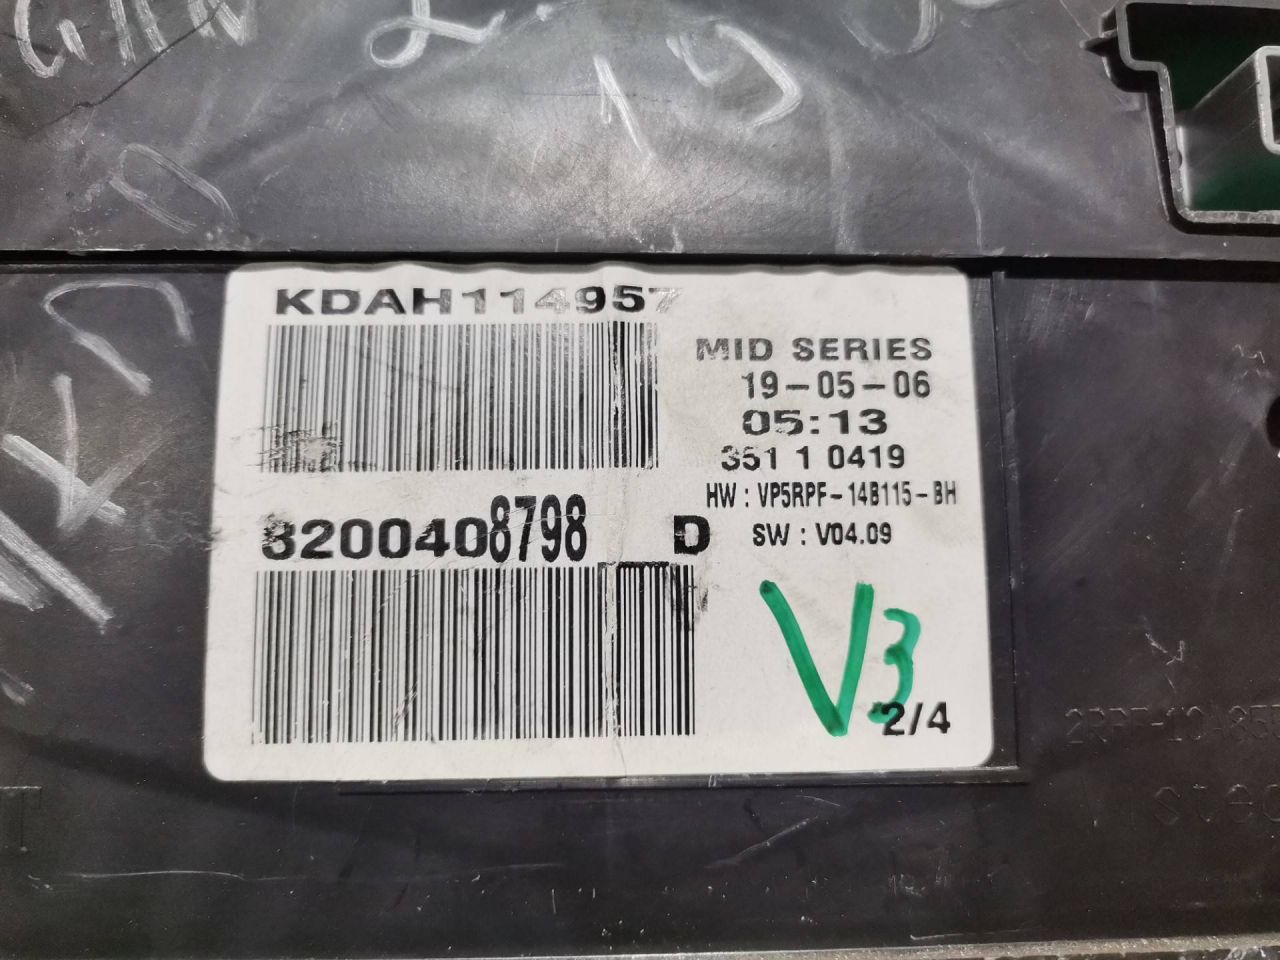 KDAH114957
MID SERIES
19-05-06
05:13
351 1 0419
HW : VP5RPF-14B115-BH
8200408798 D
SW : V04.09
V3
2/4